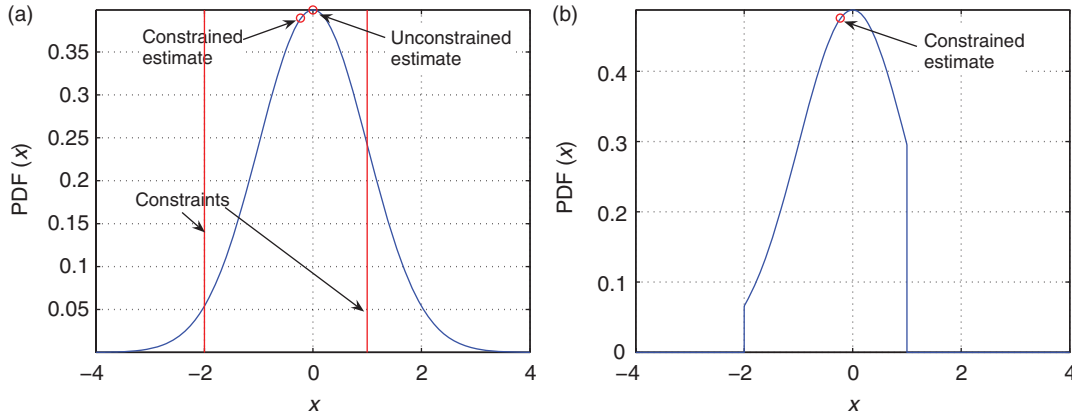 (a)
0.35
0.3
0.25
0.2
0.15
0.1
0.05
PDF (x)
Constrained
estimate
Unconstrained
estimate
Constraints
−4
−2
0
2
4
x
(b)
0.4
0.3
0.2
0.1
0
PDF (x)
Constrained
estimate
−4
−2
0
2
4
x